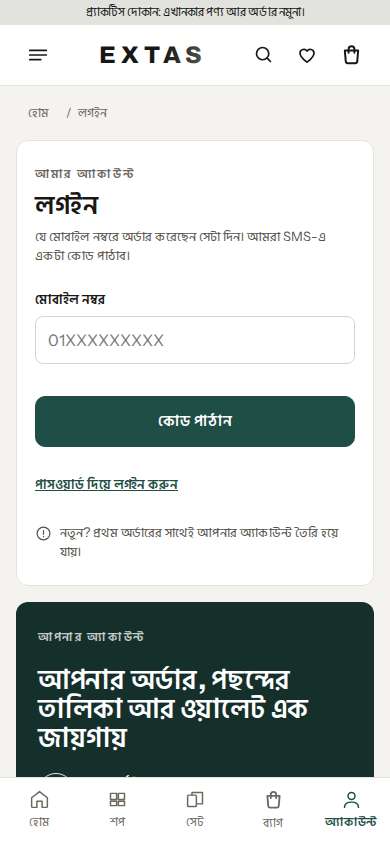 প্র্যাকটিস দোকান: এখানকার পণ্য আর অর্ডার নমুনা।
EXTAS
হোম / লগইন
আমার অ্যাকাউন্ট
লগইন
যে মোবাইল নম্বরে অর্ডার করেছেন সেটা দিন। আমরা SMS-এ
একটা কোড পাঠাব।
মোবাইল নম্বর
01XXXXXXXXX
কোড পাঠান
পাসওয়ার্ড দিয়ে লগইন করুন
নতুন? প্রথম অর্ডারের সাথেই আপনার অ্যাকাউন্ট তৈরি হয়ে
যায়।
আপনার অ্যাকাউন্ট
আপনার অর্ডার, পছন্দের
তালিকা আর ওয়ালেট এক
জায়গায়
হোম
শপ
সেট
ব্যাগ
অ্যাকাউন্ট